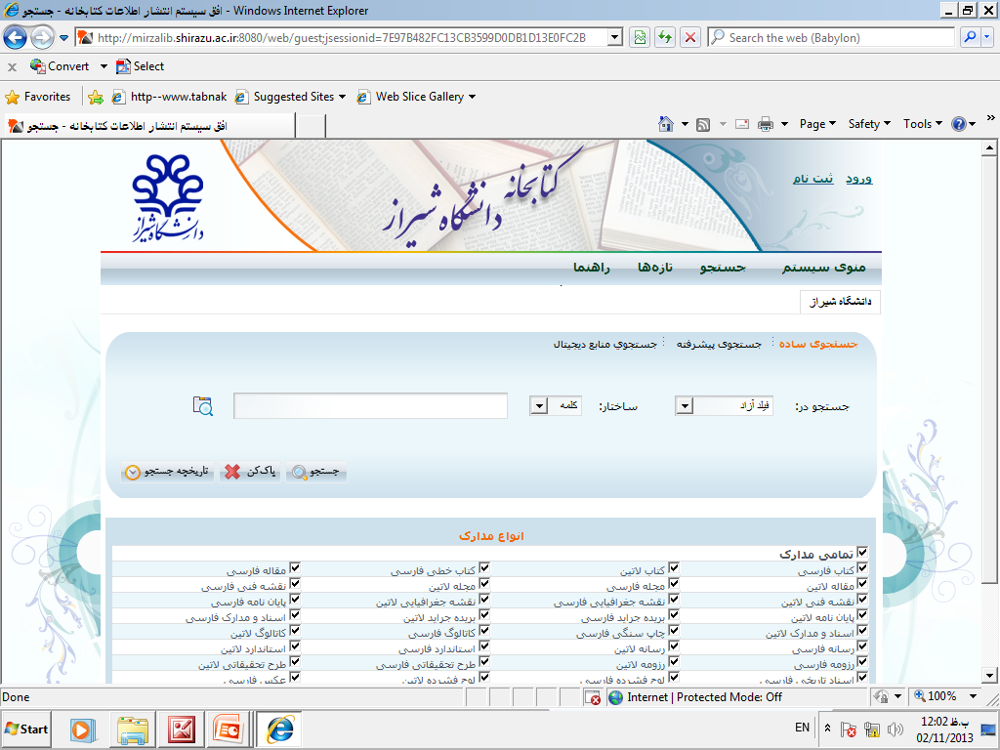 افق سیستم انتشار اطلاعات کتابخانه - جستجو - Windows Internet Explorer
http://mirzalib.shirazu.ac.ir:8080/web/guest;jsessionid=7E97B482FC13CB3599D0DB1D13E0FC2B
Search the web (Babylon)
x Convert Select
Favorites http--www.tabnak Suggested Sites Web Slice Gallery
افق سیستم انتشار اطلاعات کتابخانه - جستجو
Page Safety Tools
دانشگاه شیراز
کتابخانه دانشگاه شیراز
ورود ثبت نام
منوی سیستم جستجو تازه‌ها راهنما
دانشگاه شیراز
جستجوی ساده جستجوی پیشرفته جستجوي منابع دیجیتال
جستجو در: فیلد آزاد ساختار: کلمه
جستجو پاک‌کن تاریخچه جستجو
انواع مدارک
تمامی مدارک
کتاب فارسی کتاب لاتین کتاب خطی فارسی مقاله فارسی
مقاله لاتین مجله فارسی مجله لاتین نقشه فنی فارسی
نقشه فنی لاتین نقشه جغرافیایی فارسی نقشه جغرافیایی لاتین پایان نامه فارسی
پایان نامه لاتین بریده جراید فارسی بریده جراید لاتین اسناد و مدارک فارسی
اسناد و مدارک لاتین چاپ سنگی فارسی کاتالوگ فارسی کاتالوگ لاتین
رسانه فارسی رسانه لاتین استاندارد فارسی استاندارد لاتین
رزومه فارسی رزومه لاتین طرح تحقیقاتی فارسی طرح تحقیقاتی لاتین
اسناد تاریخی فارسی لوح فشرده فارسی لوح فشرده لاتین عکس فارسی
Done Internet | Protected Mode: Off 100%
Start EN 12:02 ب.ظ
02/11/2013